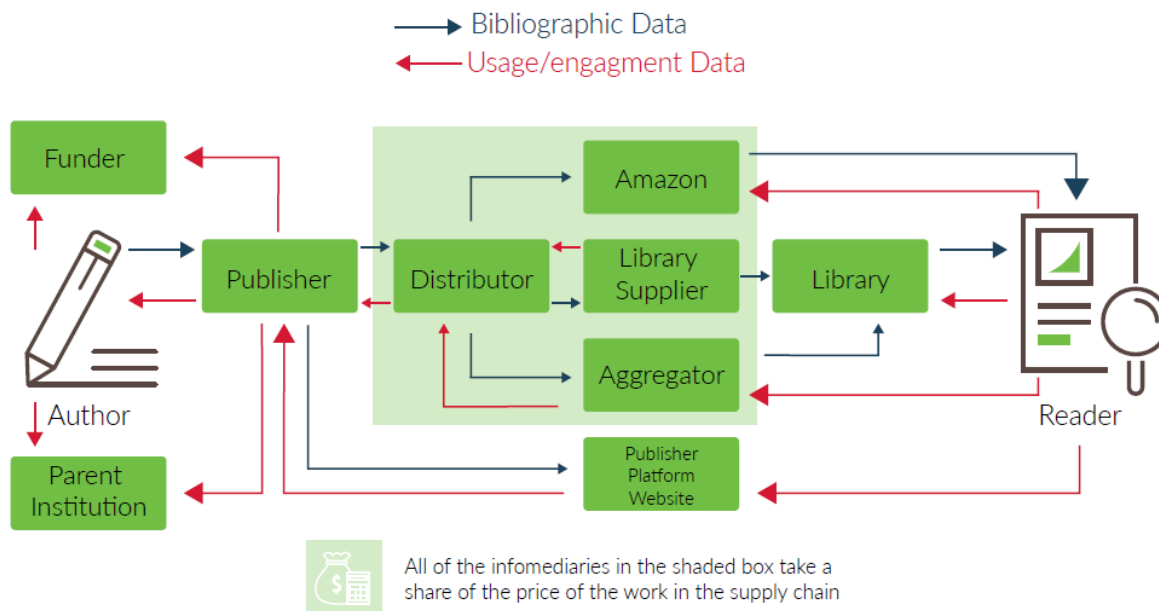 Bibliographic Data
Usage/engagment Data
Funder
Amazon
Publisher
Distributor
Library
Supplier
Library
Aggregator
Author
Reader
Parent
Institution
Publisher
Platform
Website
$
All of the infomediaries in the shaded box take a
share of the price of the work in the supply chain